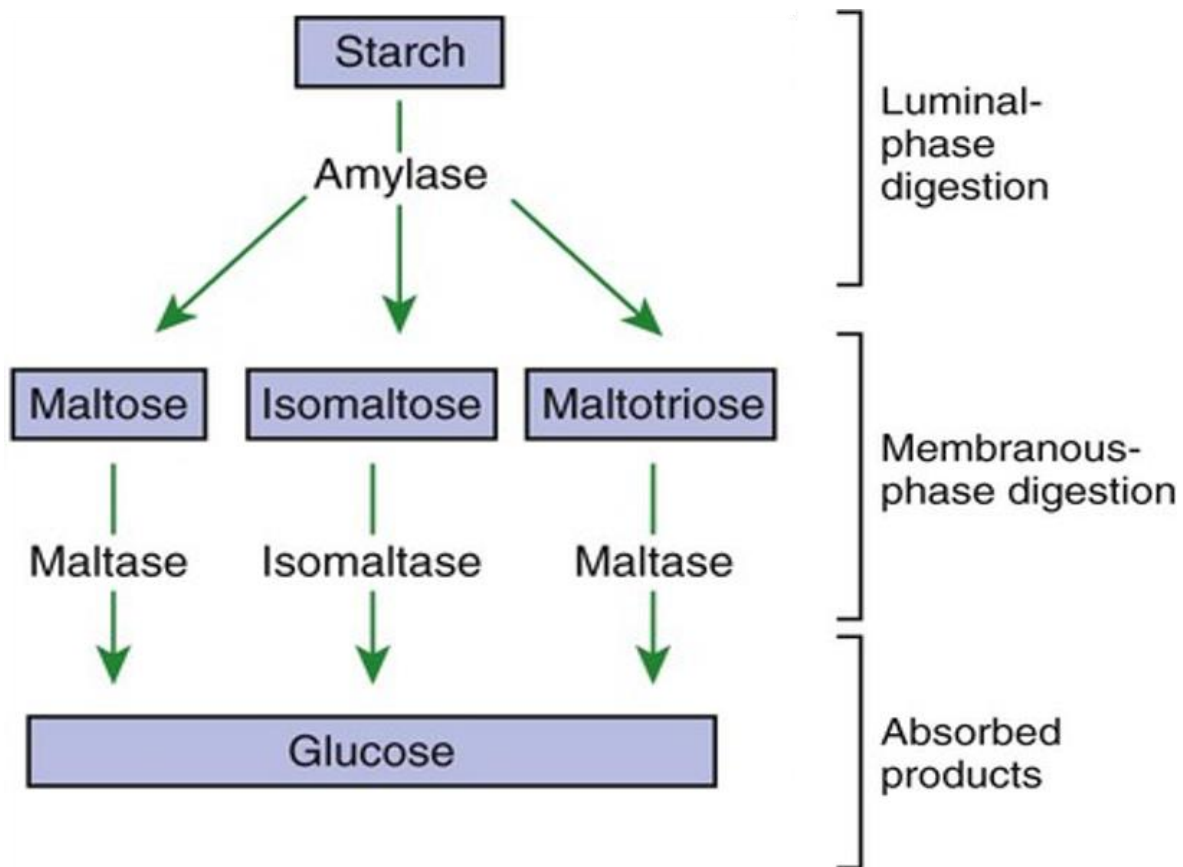 Starch
Amylase
Luminal-
phase
digestion
Maltose
Isomaltose
Maltotriose
Maltase
Isomaltase
Maltase
Membranous-
phase digestion
Glucose
Absorbed
products